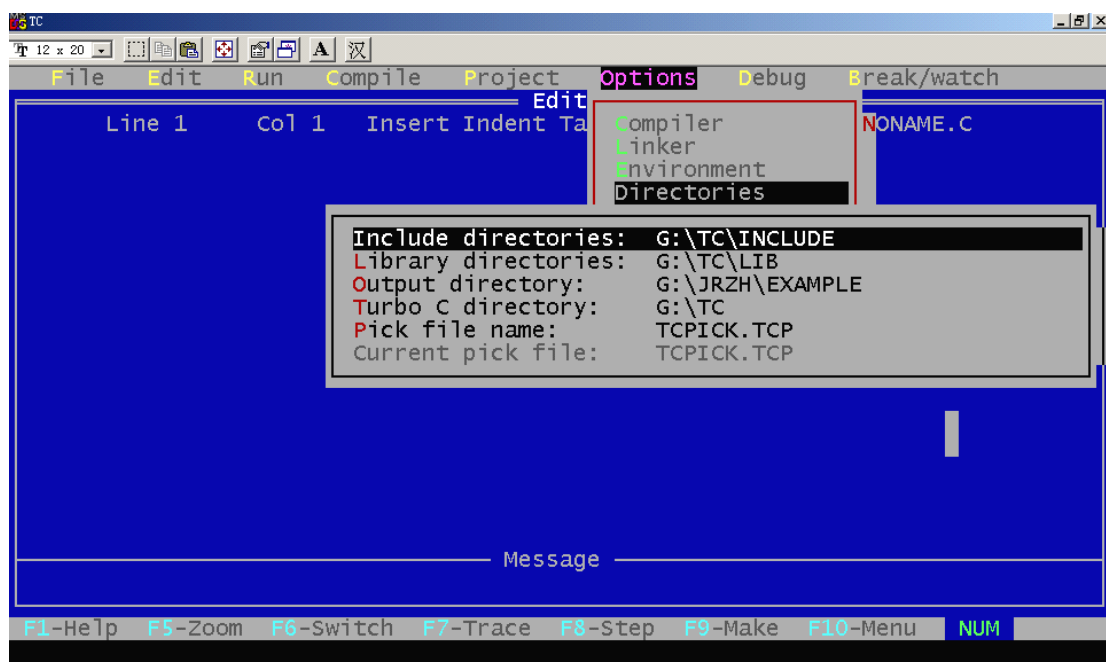 TC
Tr 12 x 20 A 汉
File Edit Run Compile Project Options Debug Break/watch
Edit
Line 1 Col 1 Insert Indent Ta NONAME.C
Compiler
Linker
Environment
Directories
Include directories: G:\TC\INCLUDE
Library directories: G:\TC\LIB
Output directory: G:\JRZH\EXAMPLE
Turbo C directory: G:\TC
Pick file name: TCPICK.TCP
Current pick file: TCPICK.TCP
Message
F1-Help F5-Zoom F6-Switch F7-Trace F8-Step F9-Make F10-Menu NUM